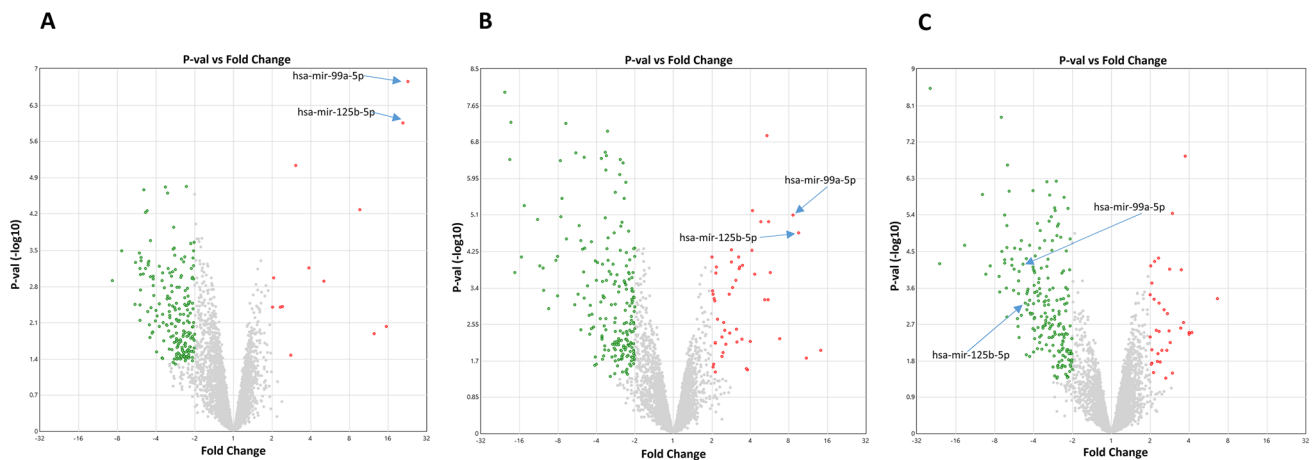 A
P-val vs Fold Change
P-val (-log10)
7
6.3
5.6
4.9
4.2
3.5
2.8
2.1
1.4
0.7
0
hsa-mir-99a-5p
hsa-mir-125b-5p
-32 -16 -8 -4 -2 1 2 4 8 16 32
Fold Change
B
P-val vs Fold Change
P-val (-log10)
8.5
7.65
6.8
5.95
5.1
4.25
3.4
2.55
1.7
0.85
0
hsa-mir-99a-5p
hsa-mir-125b-5p
-32 -16 -8 -4 -2 1 2 4 8 16 32
Fold Change
C
P-val vs Fold Change
P-val (-log10)
9
8.1
7.2
6.3
5.4
4.5
3.6
2.7
1.8
0.9
0
hsa-mir-99a-5p
hsa-mir-125b-5p
-32 -16 -8 -4 -2 1 2 4 8 16 32
Fold Change